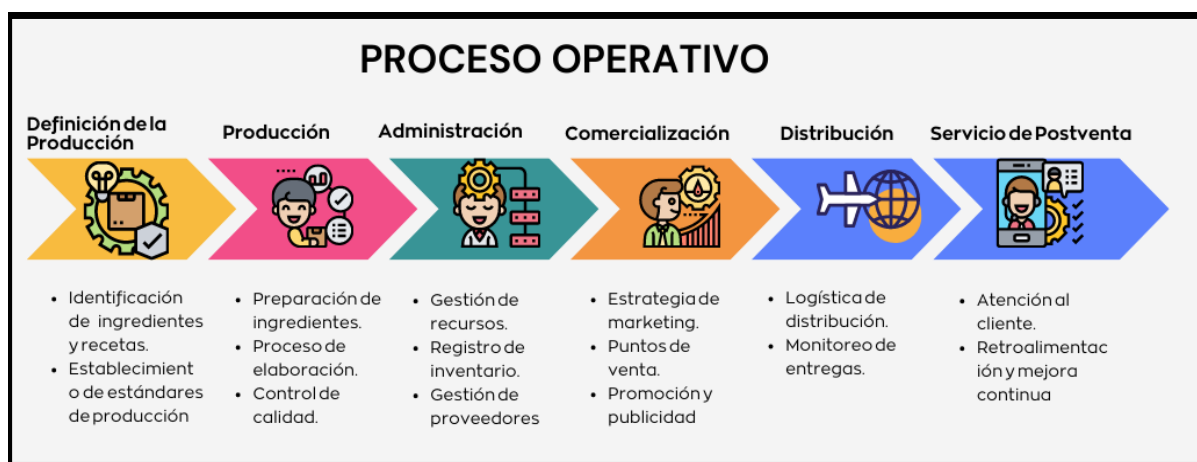 PROCESO OPERATIVO
Definición de la
Producción
Producción
Administración
Comercialización
Distribución
Servicio de Postventa
• Identificación
de ingredientes
y recetas.
• Establecimient
o de estándares
de producción
• Preparación de
ingredientes.
• Proceso de
elaboración.
• Control de
calidad.
• Gestión de
recursos.
• Registro de
inventario.
• Gestión de
proveedores
• Estrategia de
marketing.
• Puntos de
venta.
• Promoción y
publicidad
• Logística de
distribución.
• Monitoreo de
entregas.
• Atención al
cliente.
• Retroalimentac
ión y mejora
continua